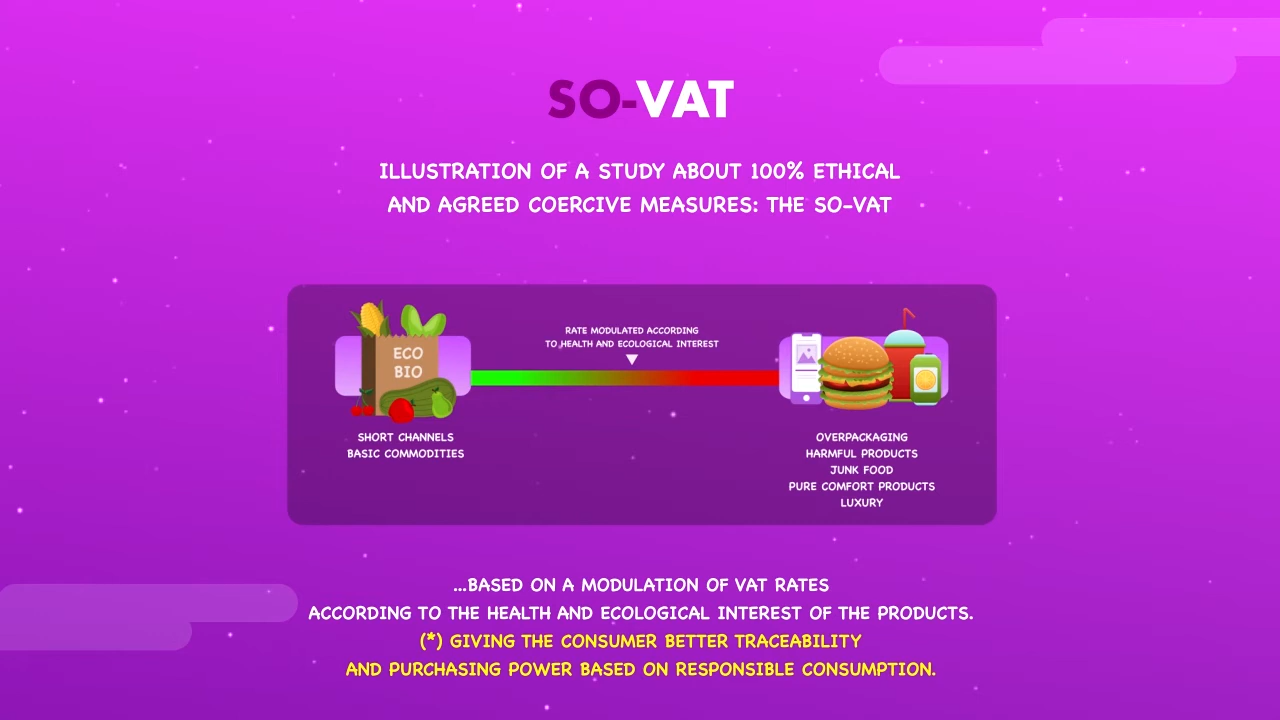 SO-VAT
ILLUSTRATION OF A STUDY ABOUT 100% ETHICAL
AND AGREED COERCIVE MEASURES: THE SO-VAT
RATE MODULATED ACCORDING
TO HEALTH AND ECOLOGICAL INTEREST
ECO
BIO
SHORT CHANNELS
BASIC COMMODITIES
OVERPACKAGING
HARMFUL PRODUCTS
JUNK FOOD
PURE COMFORT PRODUCTS
LUXURY
...BASED ON A MODULATION OF VAT RATES
ACCORDING TO THE HEALTH AND ECOLOGICAL INTEREST OF THE PRODUCTS.
(*) GIVING THE CONSUMER BETTER TRACEABILITY
AND PURCHASING POWER BASED ON RESPONSIBLE CONSUMPTION.